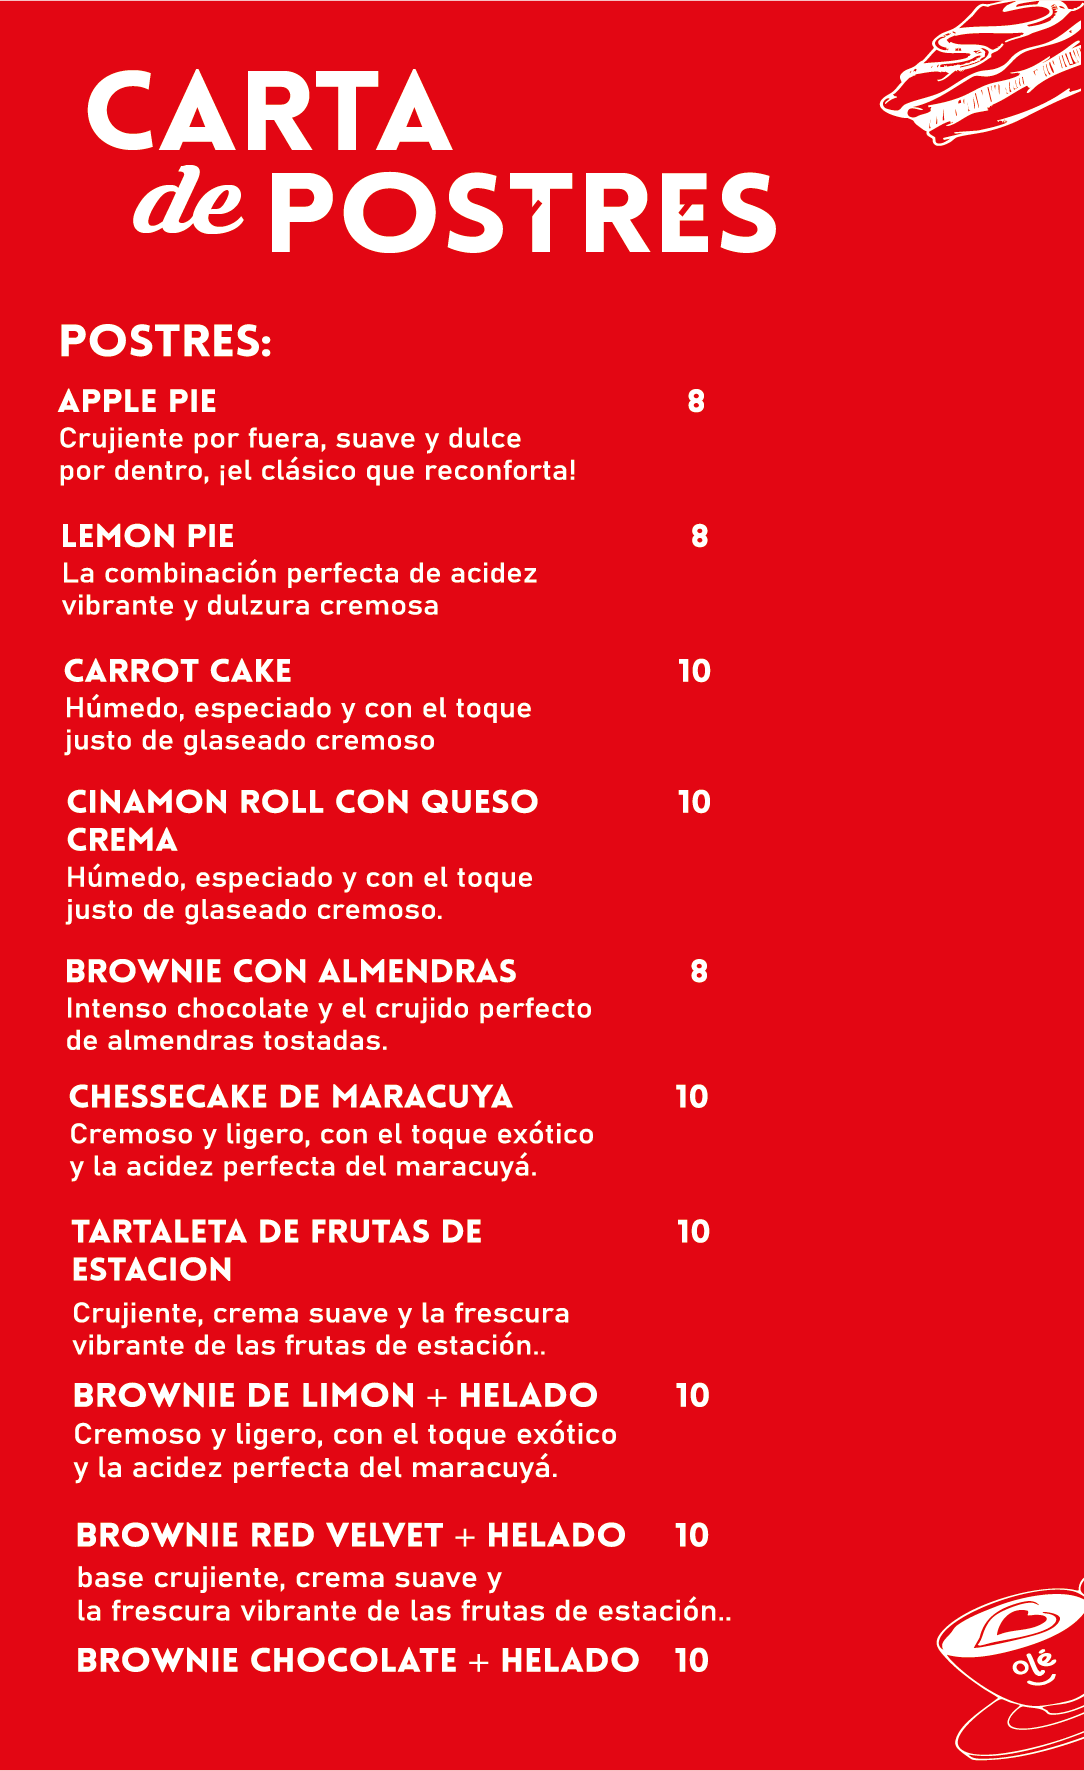 CARTA
de POSTRES
POSTRES:
APPLE PIE 8
Crujiente por fuera, suave y dulce
por dentro, ¡el clásico que reconforta!
LEMON PIE 8
La combinación perfecta de acidez
vibrante y dulzura cremosa
CARROT CAKE 10
Húmedo, especiado y con el toque
justo de glaseado cremoso
CINAMON ROLL CON QUESO 10
CREMA
Húmedo, especiado y con el toque
justo de glaseado cremoso.
BROWNIE CON ALMENDRAS 8
Intenso chocolate y el crujido perfecto
de almendras tostadas.
CHESSECAKE DE MARACUYA 10
Cremoso y ligero, con el toque exótico
y la acidez perfecta del maracuyá.
TARTALETA DE FRUTAS DE 10
ESTACION
Crujiente, crema suave y la frescura
vibrante de las frutas de estación..
BROWNIE DE LIMON + HELADO 10
Cremoso y ligero, con el toque exótico
y la acidez perfecta del maracuyá.
BROWNIE RED VELVET + HELADO 10
base crujiente, crema suave y
la frescura vibrante de las frutas de estación..
BROWNIE CHOCOLATE + HELADO 10
olé